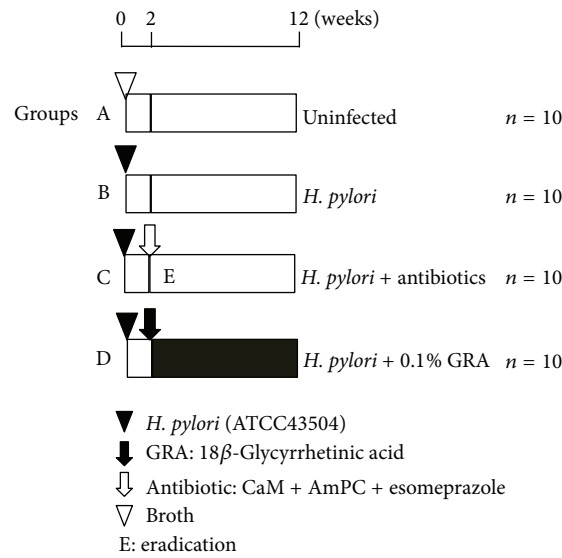 0 2 12 (weeks)
Groups A Uninfected n = 10
B H. pylori n = 10
C E H. pylori + antibiotics n = 10
D H. pylori + 0.1% GRA n = 10
H. pylori (ATCC43504)
GRA: 18β-Glycyrrhetinic acid
Antibiotic: CaM + AmPC + esomeprazole
Broth
E: eradication